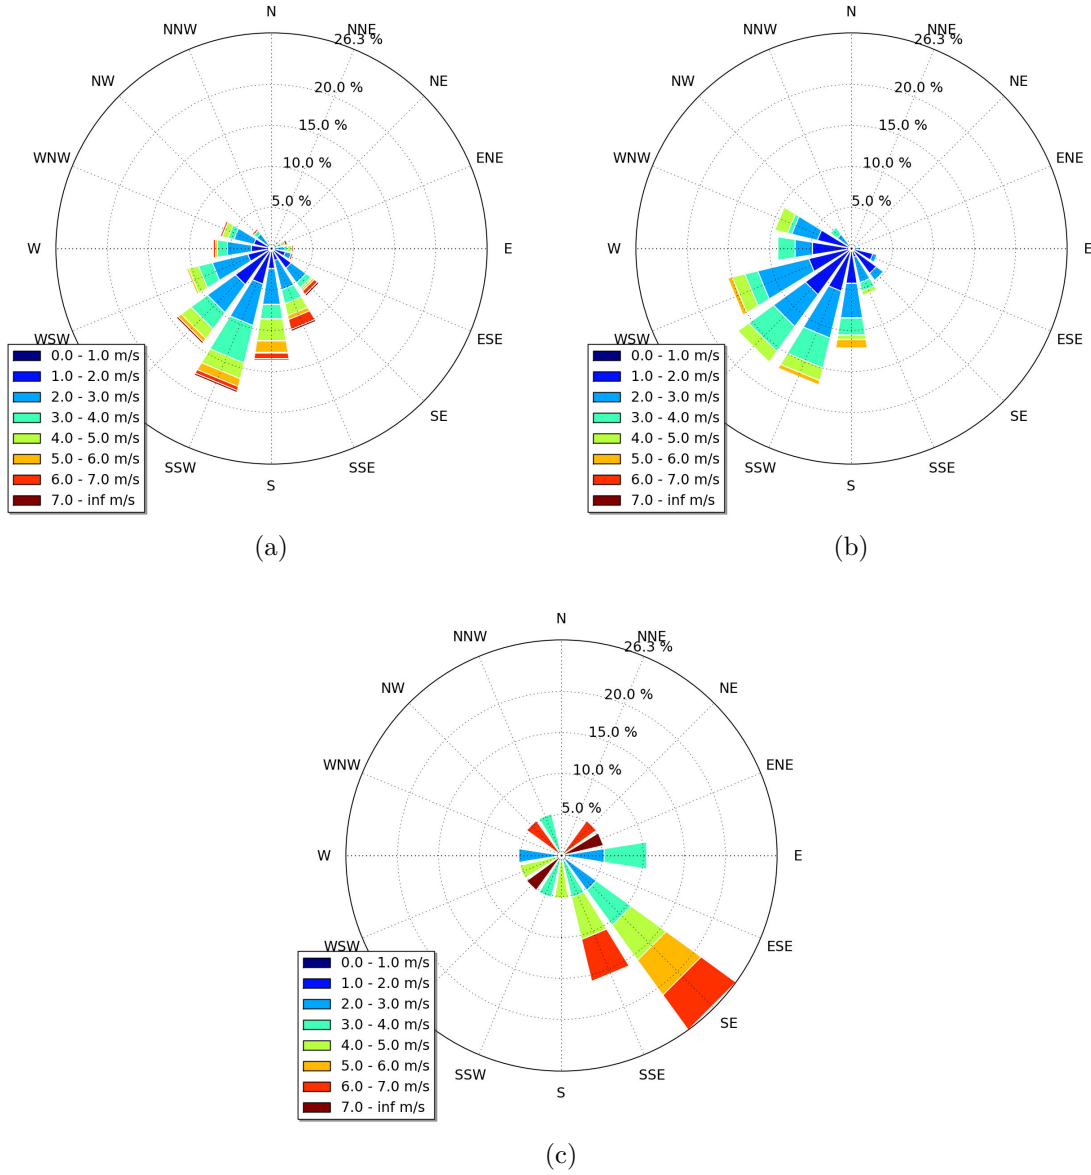 N
NNW
NNE
26.3 %
NW
NE
20.0 %
15.0 %
WNW
ENE
10.0 %
5.0 %
W
E
WSW
ESE
SE
SSW
SSE
S
0.0 - 1.0 m/s
1.0 - 2.0 m/s
2.0 - 3.0 m/s
3.0 - 4.0 m/s
4.0 - 5.0 m/s
5.0 - 6.0 m/s
6.0 - 7.0 m/s
7.0 - inf m/s
(a)
N
NNE
26.3 %
NW
NE
20.0 %
15.0 %
WNW
ENE
10.0 %
5.0 %
NNW
W
E
WSW
ESE
SE
SSW
SSE
S
0.0 - 1.0 m/s
1.0 - 2.0 m/s
2.0 - 3.0 m/s
3.0 - 4.0 m/s
4.0 - 5.0 m/s
5.0 - 6.0 m/s
6.0 - 7.0 m/s
7.0 - inf m/s
(b)
N
NNW
NNE
26.3 %
NW
NE
20.0 %
15.0 %
WNW
ENE
10.0 %
5.0 %
W
E
WSW
ESE
SE
SSW
SSE
S
0.0 - 1.0 m/s
1.0 - 2.0 m/s
2.0 - 3.0 m/s
3.0 - 4.0 m/s
4.0 - 5.0 m/s
5.0 - 6.0 m/s
6.0 - 7.0 m/s
7.0 - inf m/s
(c)